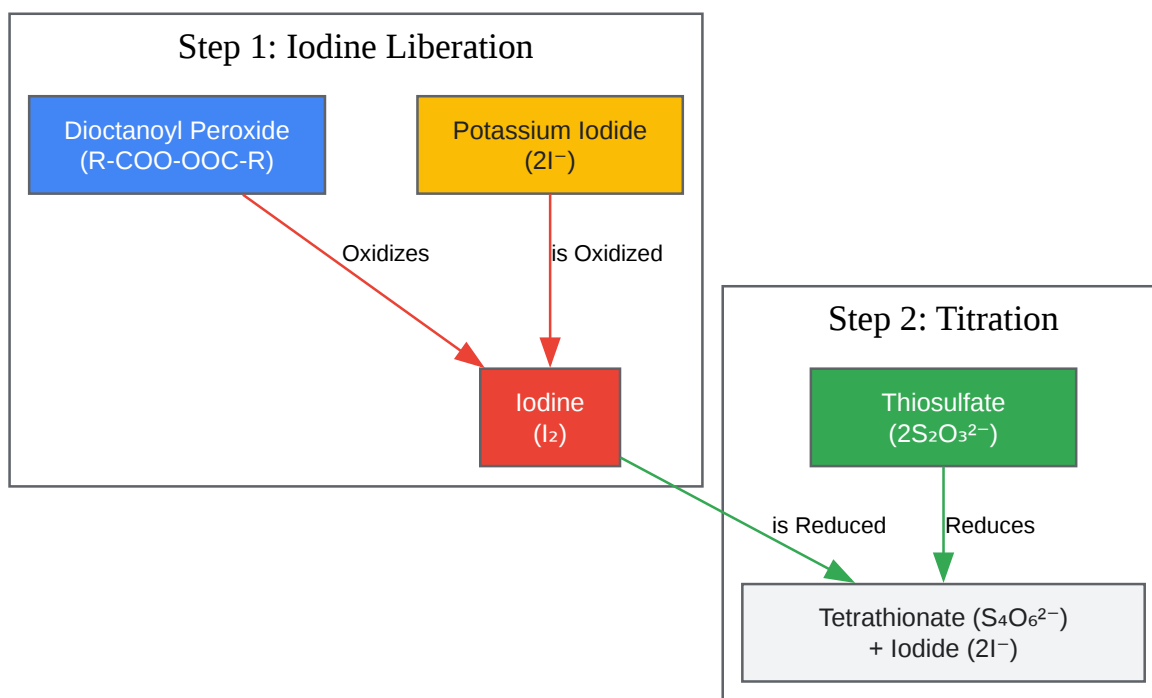 Step 1: Iodine Liberation
Dioctanoyl Peroxide
(R-COO-OOC-R)
Potassium Iodide
(2I⁻)
Oxidizes
is Oxidized
Iodine
(I₂)
Step 2: Titration
Thiosulfate
(2S₂O₃²⁻)
is Reduced
Reduces
Tetrathionate (S₄O₆²⁻)
+ Iodide (2I⁻)